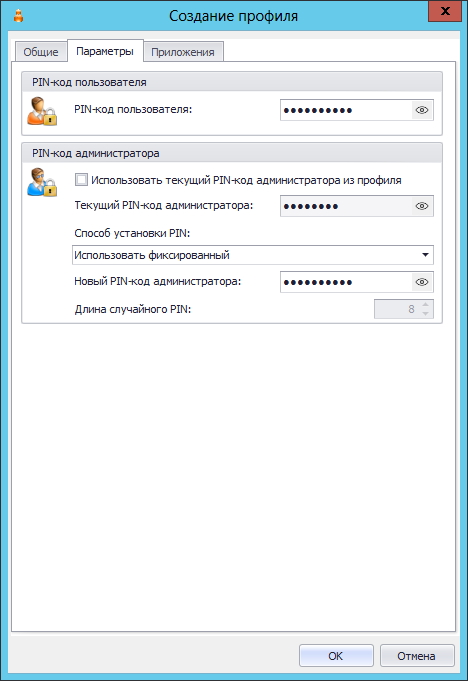 Создание профиля
x
Общие Параметры Приложения
PIN-код пользователя
PIN-код пользователя: ●●●●●●●●●●
PIN-код администратора
Использовать текущий PIN-код администратора из профиля
Текущий PIN-код администратора: ●●●●●●●●
Способ установки PIN:
Использовать фиксированный
Новый PIN-код администратора: ●●●●●●●●●●
Длина случайного PIN: 8
OK Отмена